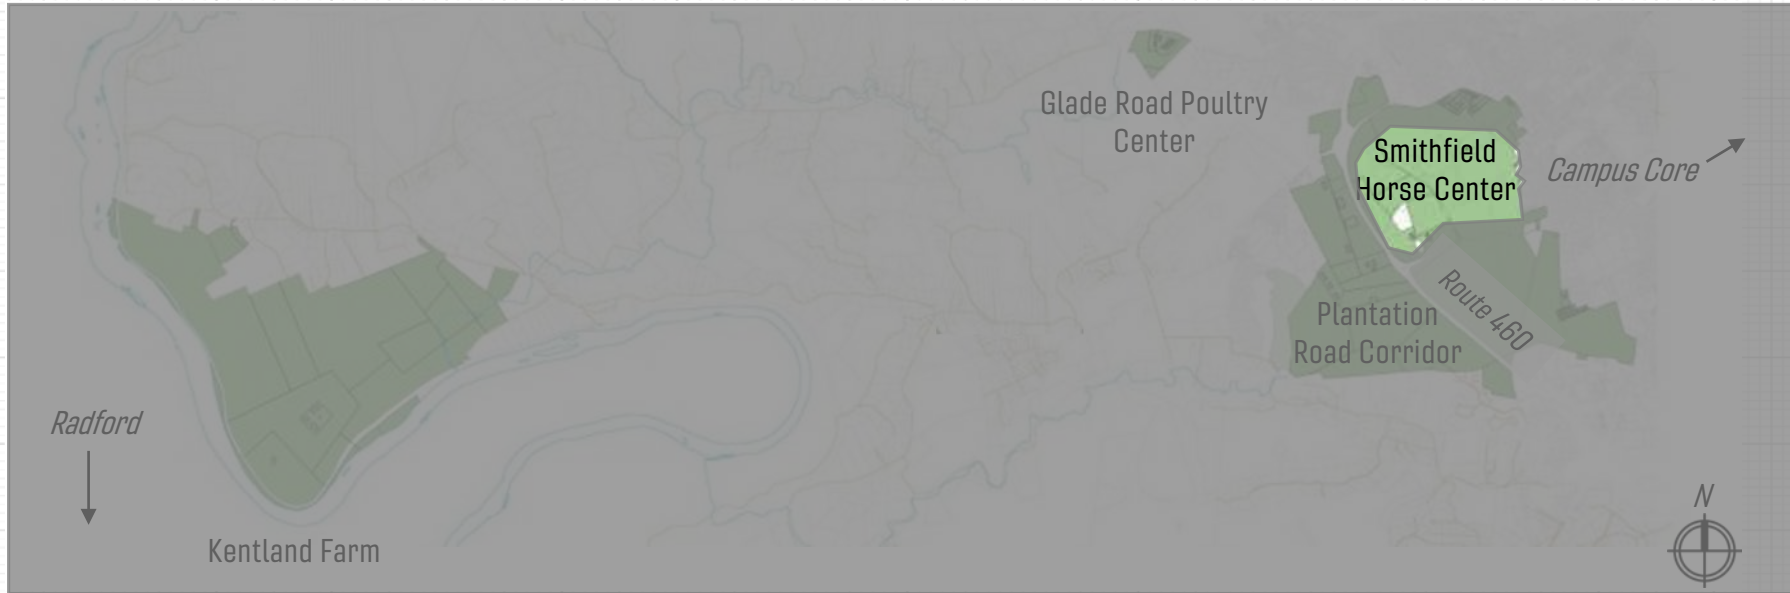 Glade Road Poultry
Center
Smithfield
Horse Center
Campus Core
Route 460
Plantation
Road Corridor
Radford
Kentland Farm
N